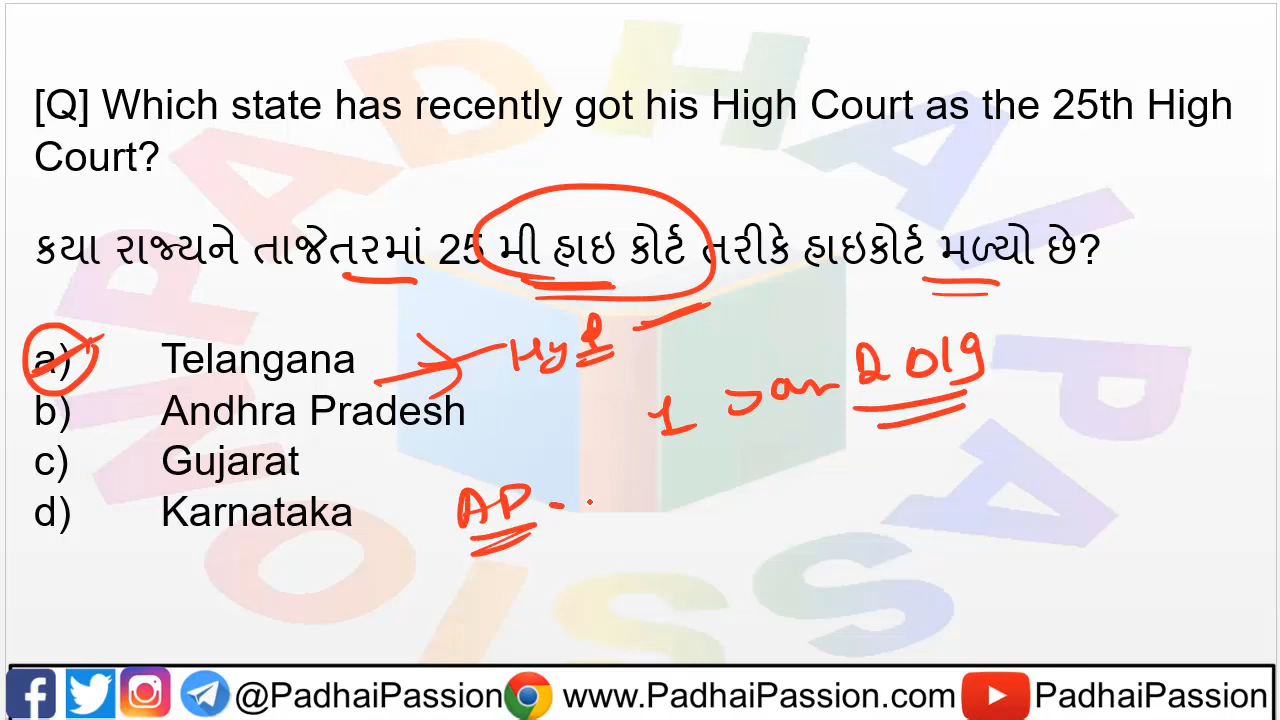 [Q] Which state has recently got his High Court as the 25th High
Court?
કયા રાજ્યને તાજેતરમાં 25 મી હાઇ કોર્ટ તરીકે હાઇકોર્ટ મળ્યો છે?
a) Telangana
Hyd
b) Andhra Pradesh
1 Jan 2019
c) Gujarat
d) Karnataka
AP -
@PadhaiPassion www.PadhaiPassion.com PadhaiPassion